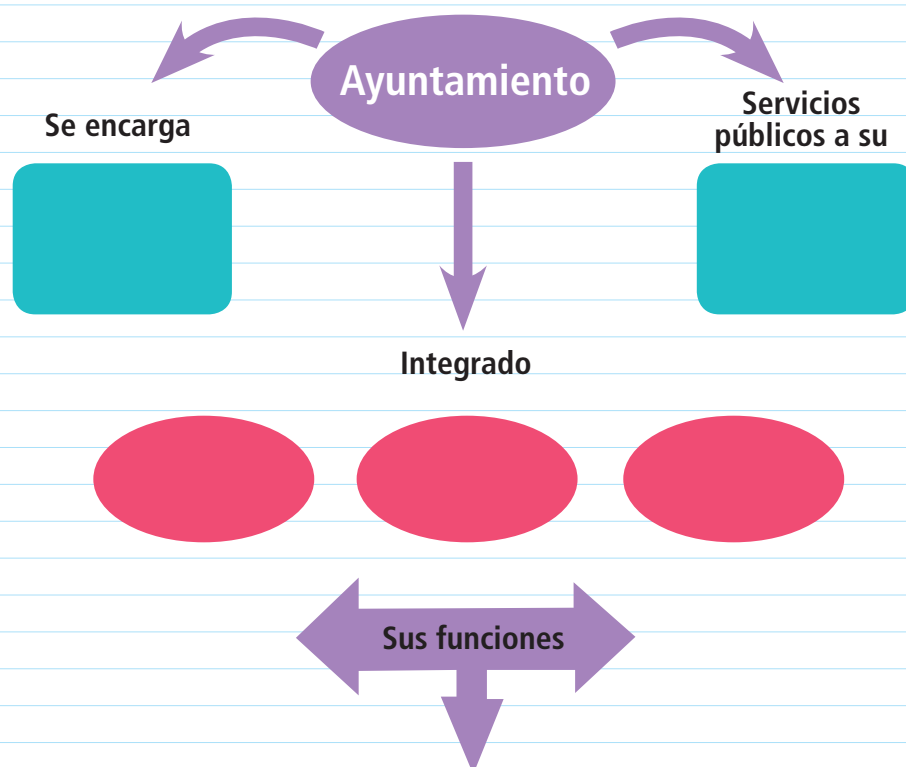 Ayuntamiento
Se encarga
Servicios
públicos a su
Integrado
Sus funciones